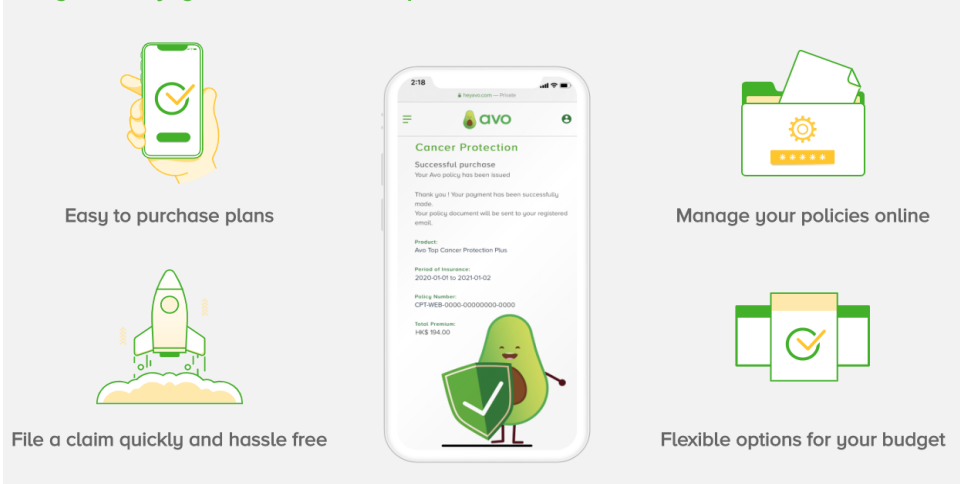 Easy to purchase plans
File a claim quickly and hassle free
2:18
heyavo.com — Private
avo
Cancer Protection
Successful purchase
Your Avo policy has been issued
Thank you ! Your payment has been successfully
made.
Your policy document will be sent to your registered
email.
Product:
Avo Top Cancer Protection Plus
Period of Insurance:
2020-01-01 to 2021-01-02
Policy Number:
CPT-WEB-0000-00000000-0000
Total Premium:
HK$ 194.00
*****
Manage your policies online
Flexible options for your budget